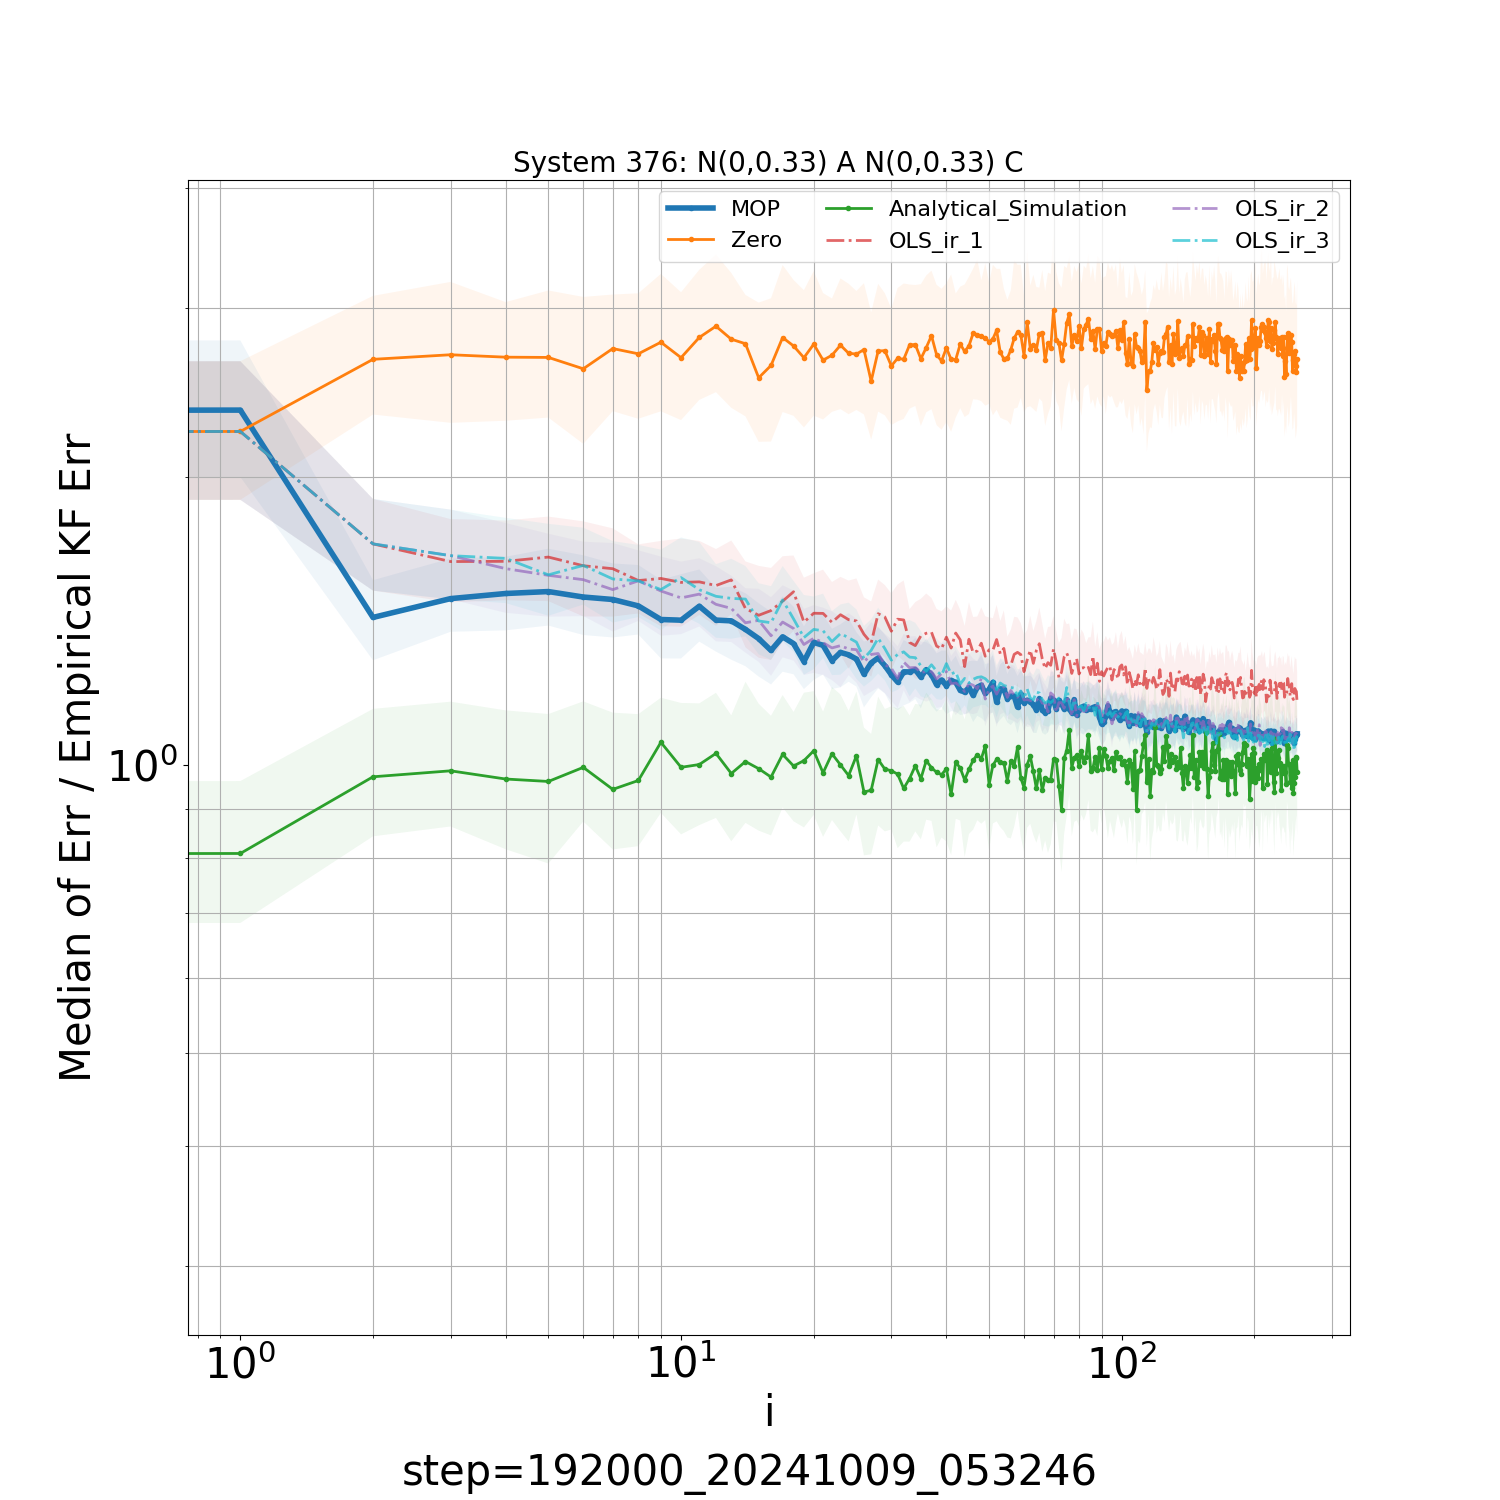 System 376: N(0,0.33) A N(0,0.33) C
MOP
Zero
Analytical_Simulation
OLS_ir_1
OLS_ir_2
OLS_ir_3
Median of Err / Empirical KF Err
10⁰
10⁰ 10¹ 10²
i
step=192000_20241009_053246